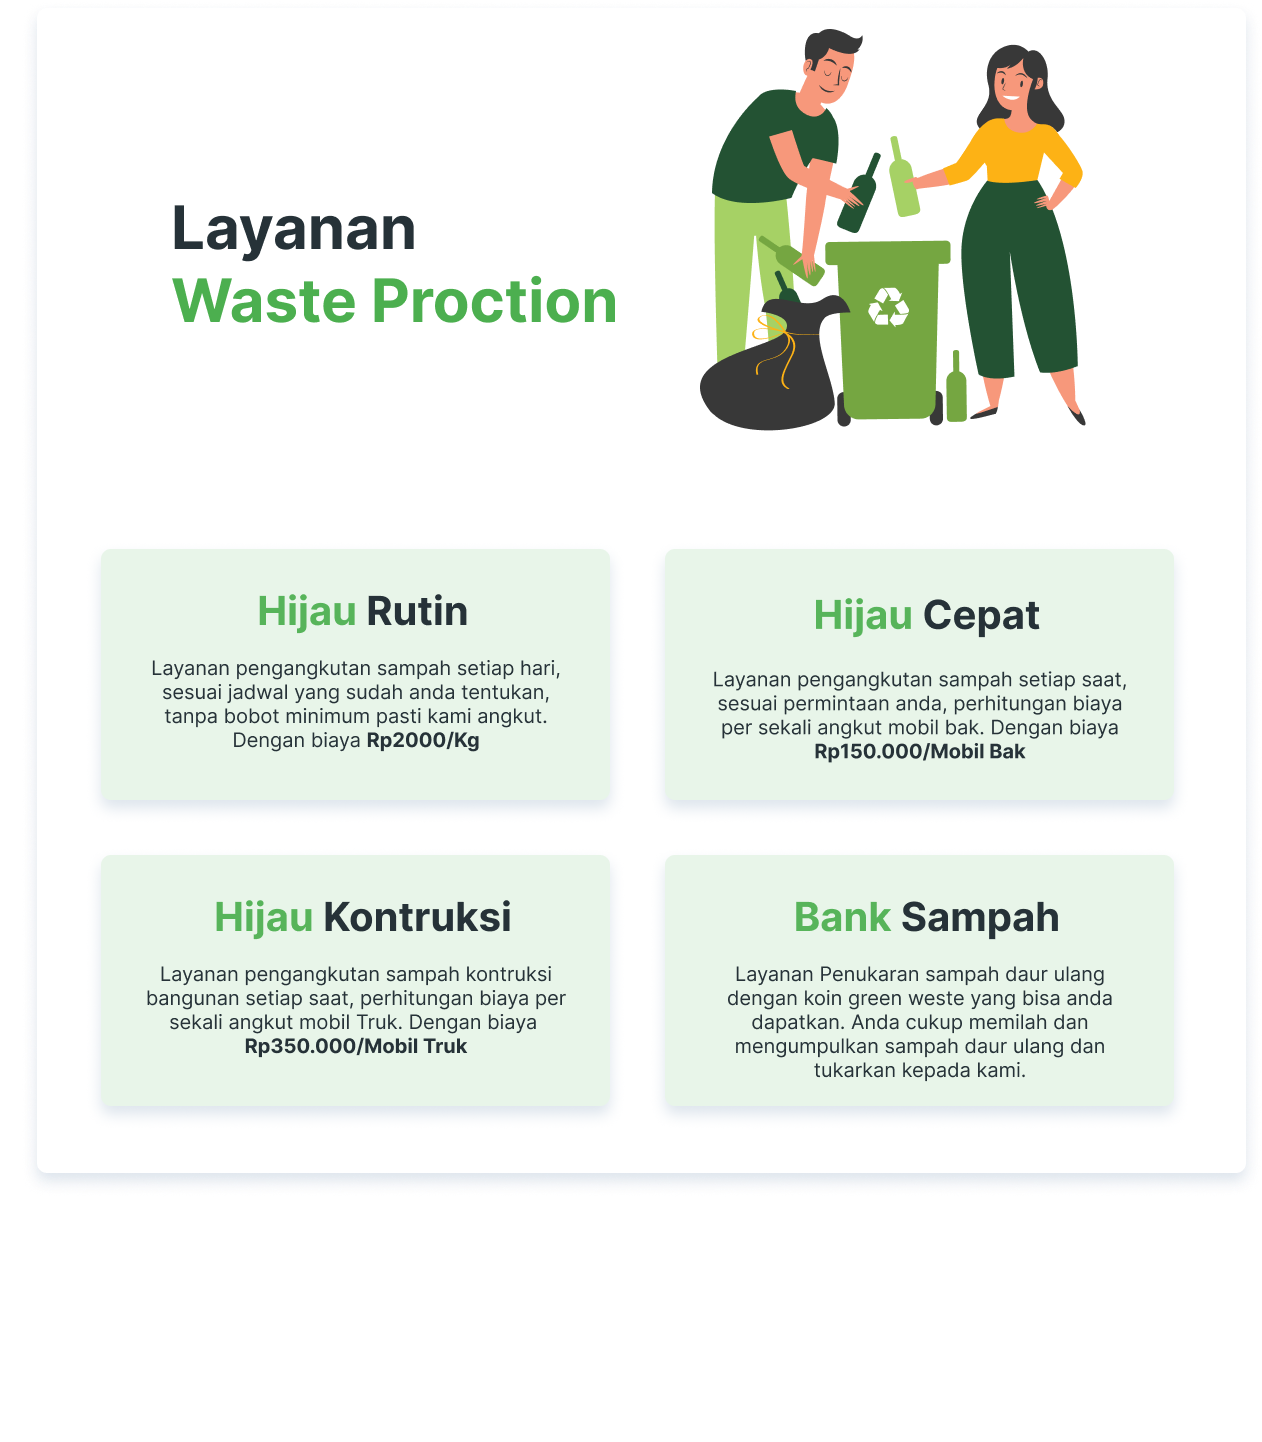 Layanan
Waste Proction
Hijau Rutin
Layanan pengangkutan sampah setiap hari,
sesuai jadwal yang sudah anda tentukan,
tanpa bobot minimum pasti kami angkut.
Dengan biaya Rp2000/Kg
Hijau Cepat
Layanan pengangkutan sampah setiap saat,
sesuai permintaan anda, perhitungan biaya
per sekali angkut mobil bak. Dengan biaya
Rp150.000/Mobil Bak
Hijau Kontruksi
Layanan pengangkutan sampah kontruksi
bangunan setiap saat, perhitungan biaya per
sekali angkut mobil Truk. Dengan biaya
Rp350.000/Mobil Truk
Bank Sampah
Layanan Penukaran sampah daur ulang
dengan koin green weste yang bisa anda
dapatkan. Anda cukup memilah dan
mengumpulkan sampah daur ulang dan
tukarkan kepada kami.